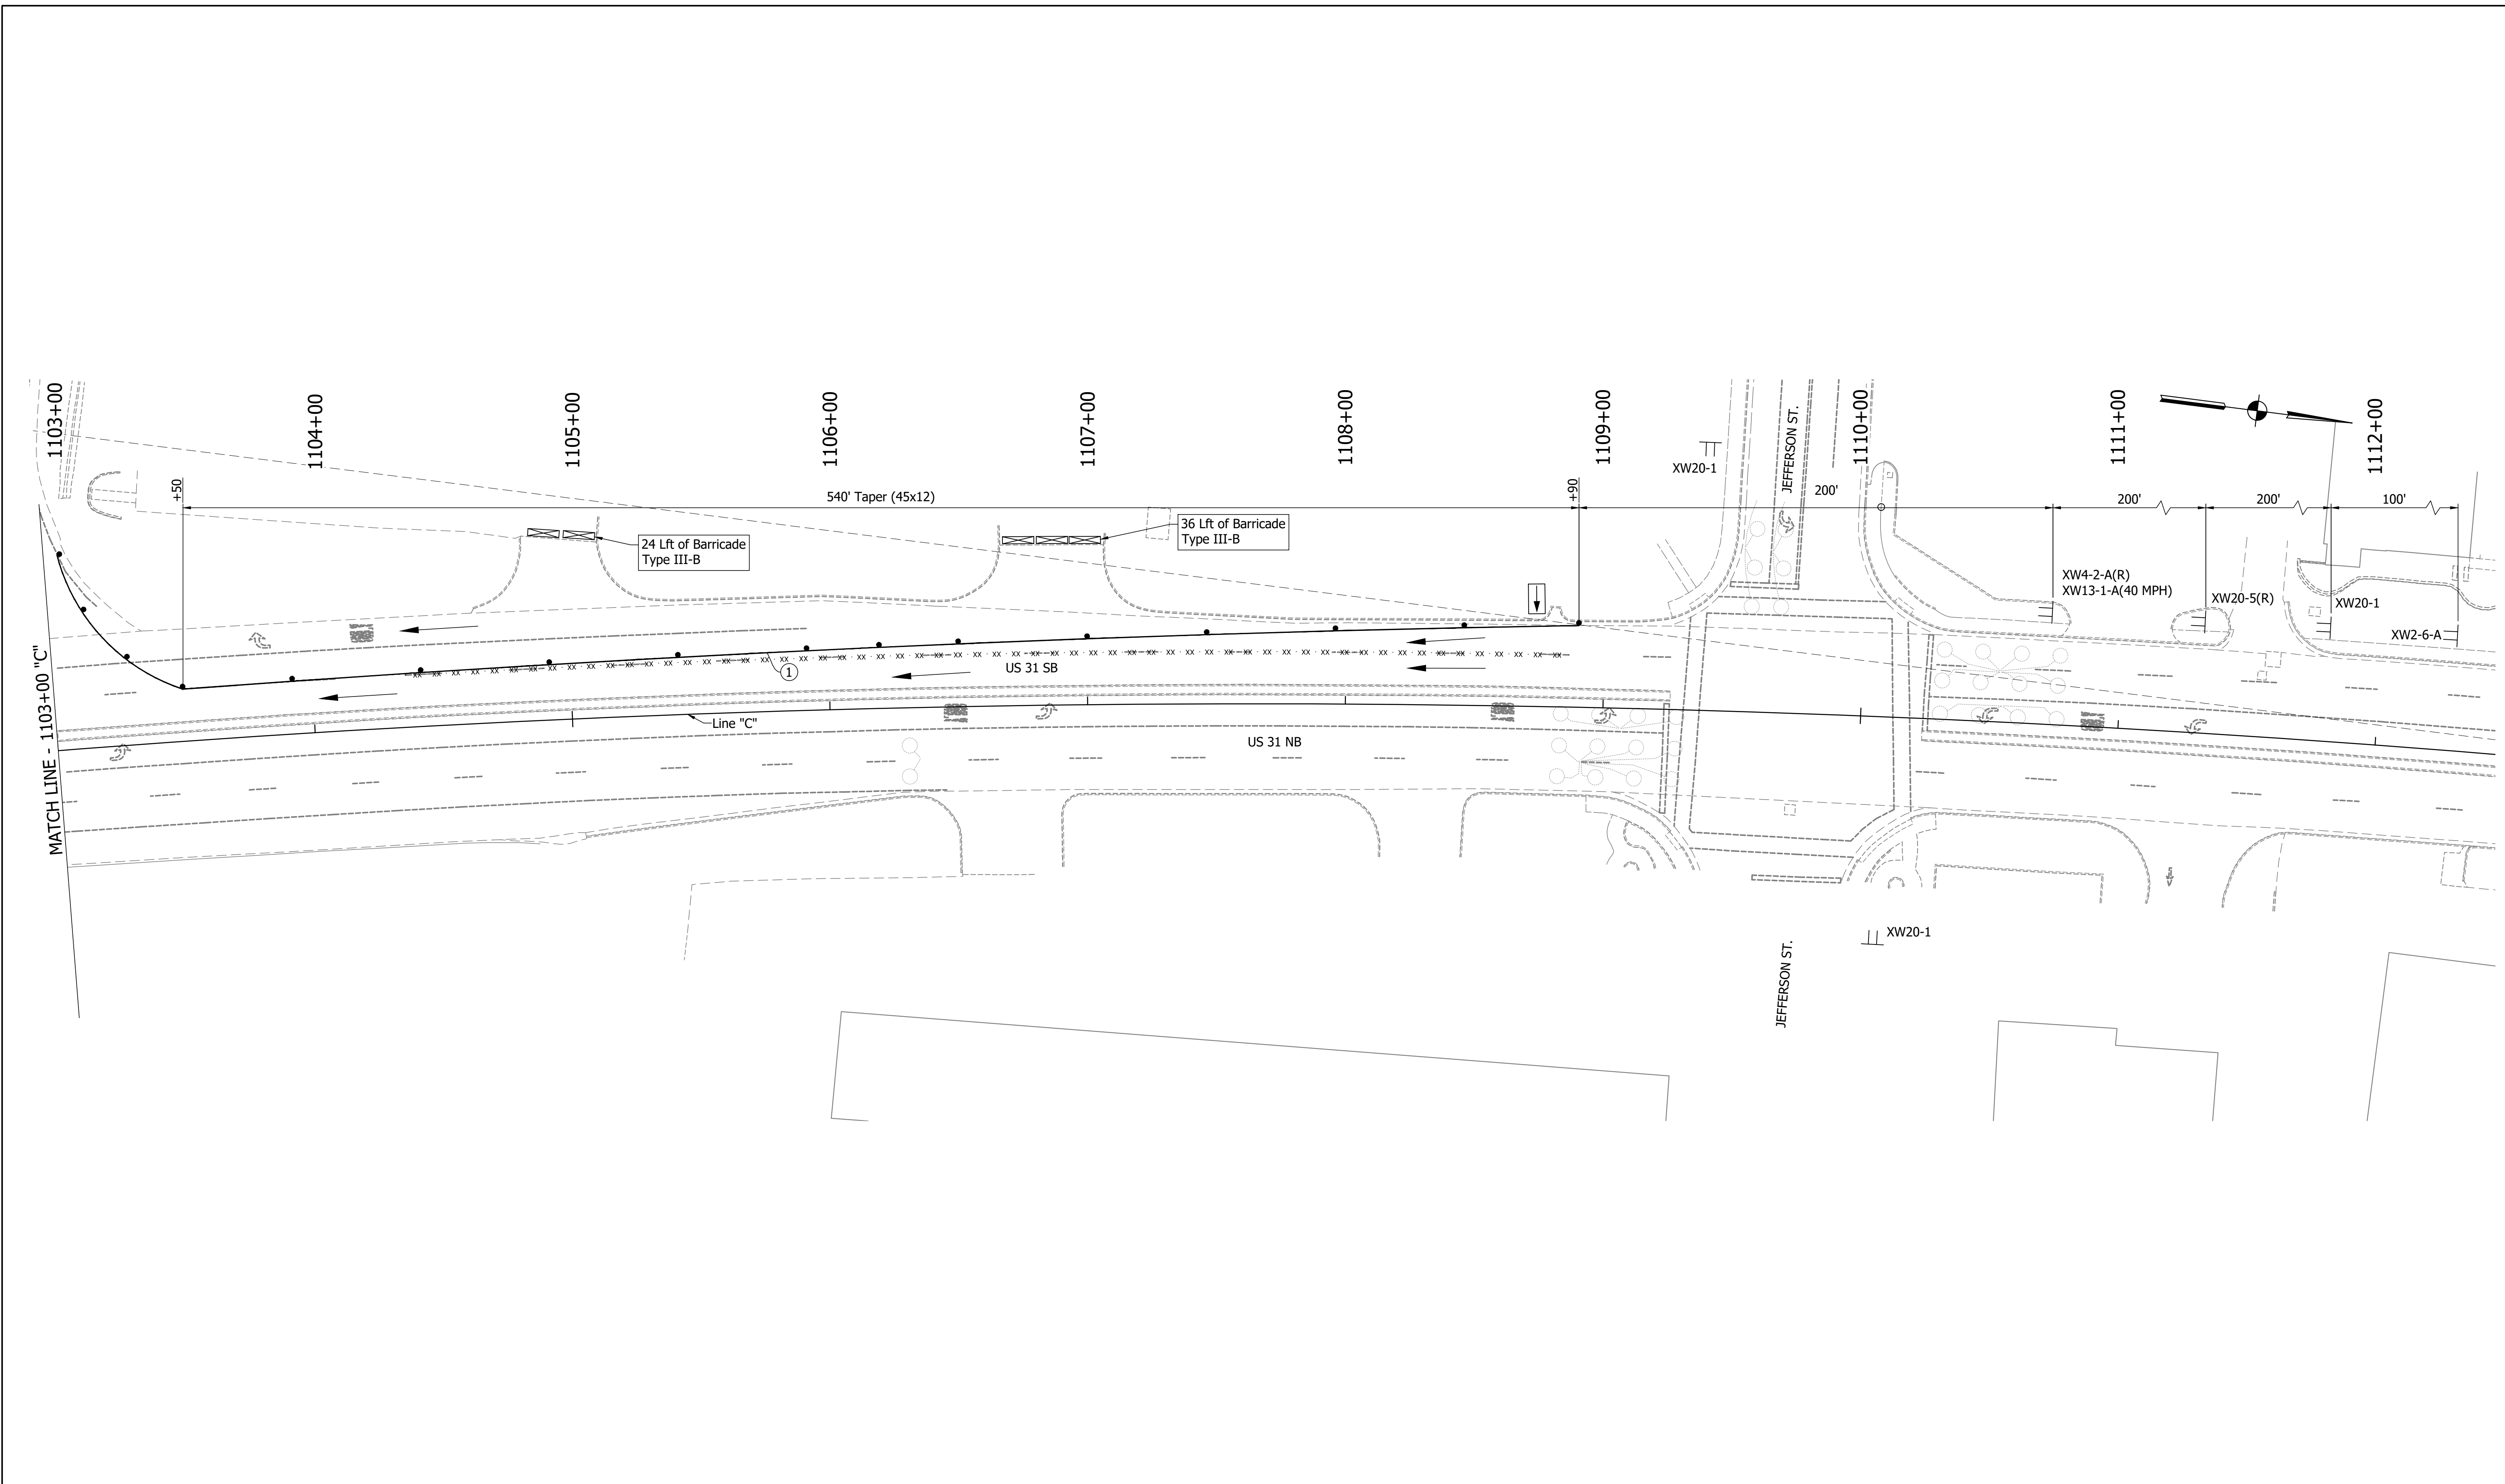 1103+00
1104+00
1105+00
1106+00
1107+00
1108+00
1109+00
1110+00
1111+00
1112+00
JEFFERSON ST.
XW20-1
+50
540' Taper (45x12)
+90
200'
200'
200'
100'
24 Lft of Barricade
Type III-B
36 Lft of Barricade
Type III-B
XW4-2-A(R)
XW13-1-A(40 MPH)
XW20-5(R)
XW20-1
XW2-6-A
1
US 31 SB
Line "C"
US 31 NB
MATCH LINE - 1103+00 "C"
XW20-1
JEFFERSON ST.